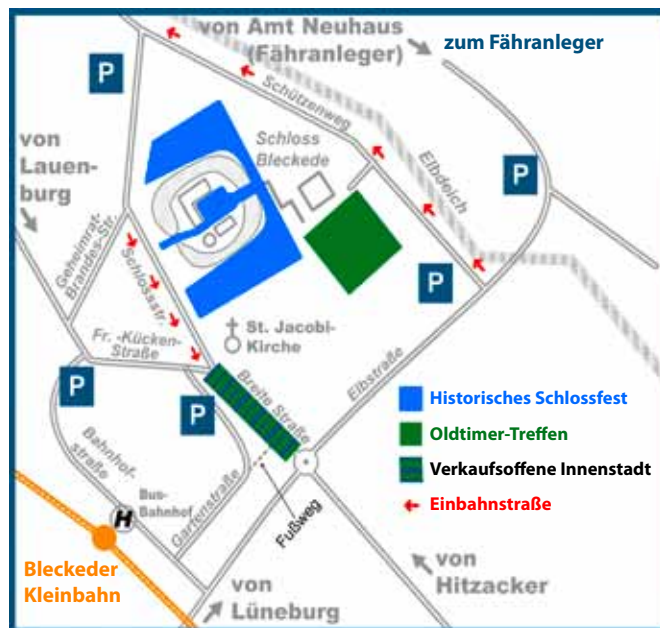 von Amt Neuhaus
(Fähranleger)
zum Fähranleger
P
Schützenweg
von
Lauen-
burg
Schloss
Bleckede
Elbdeich
P
Geheimrat-
Brandes-Str.
Schlossstr.
P
Fr. -Kücken-
Straße
St. Jacobi-
Kirche
Elbstraße
P
P
Breite Straße
Historisches Schlossfest
Oldtimer-Treffen
Verkaufsoffene Innenstadt
Einbahnstraße
Bahnhof-
straße
Bus-
Bahnhof
H
Gartenstraße
Fußweg
Bleckeder
Kleinbahn
von
Lüneburg
von
Hitzacker